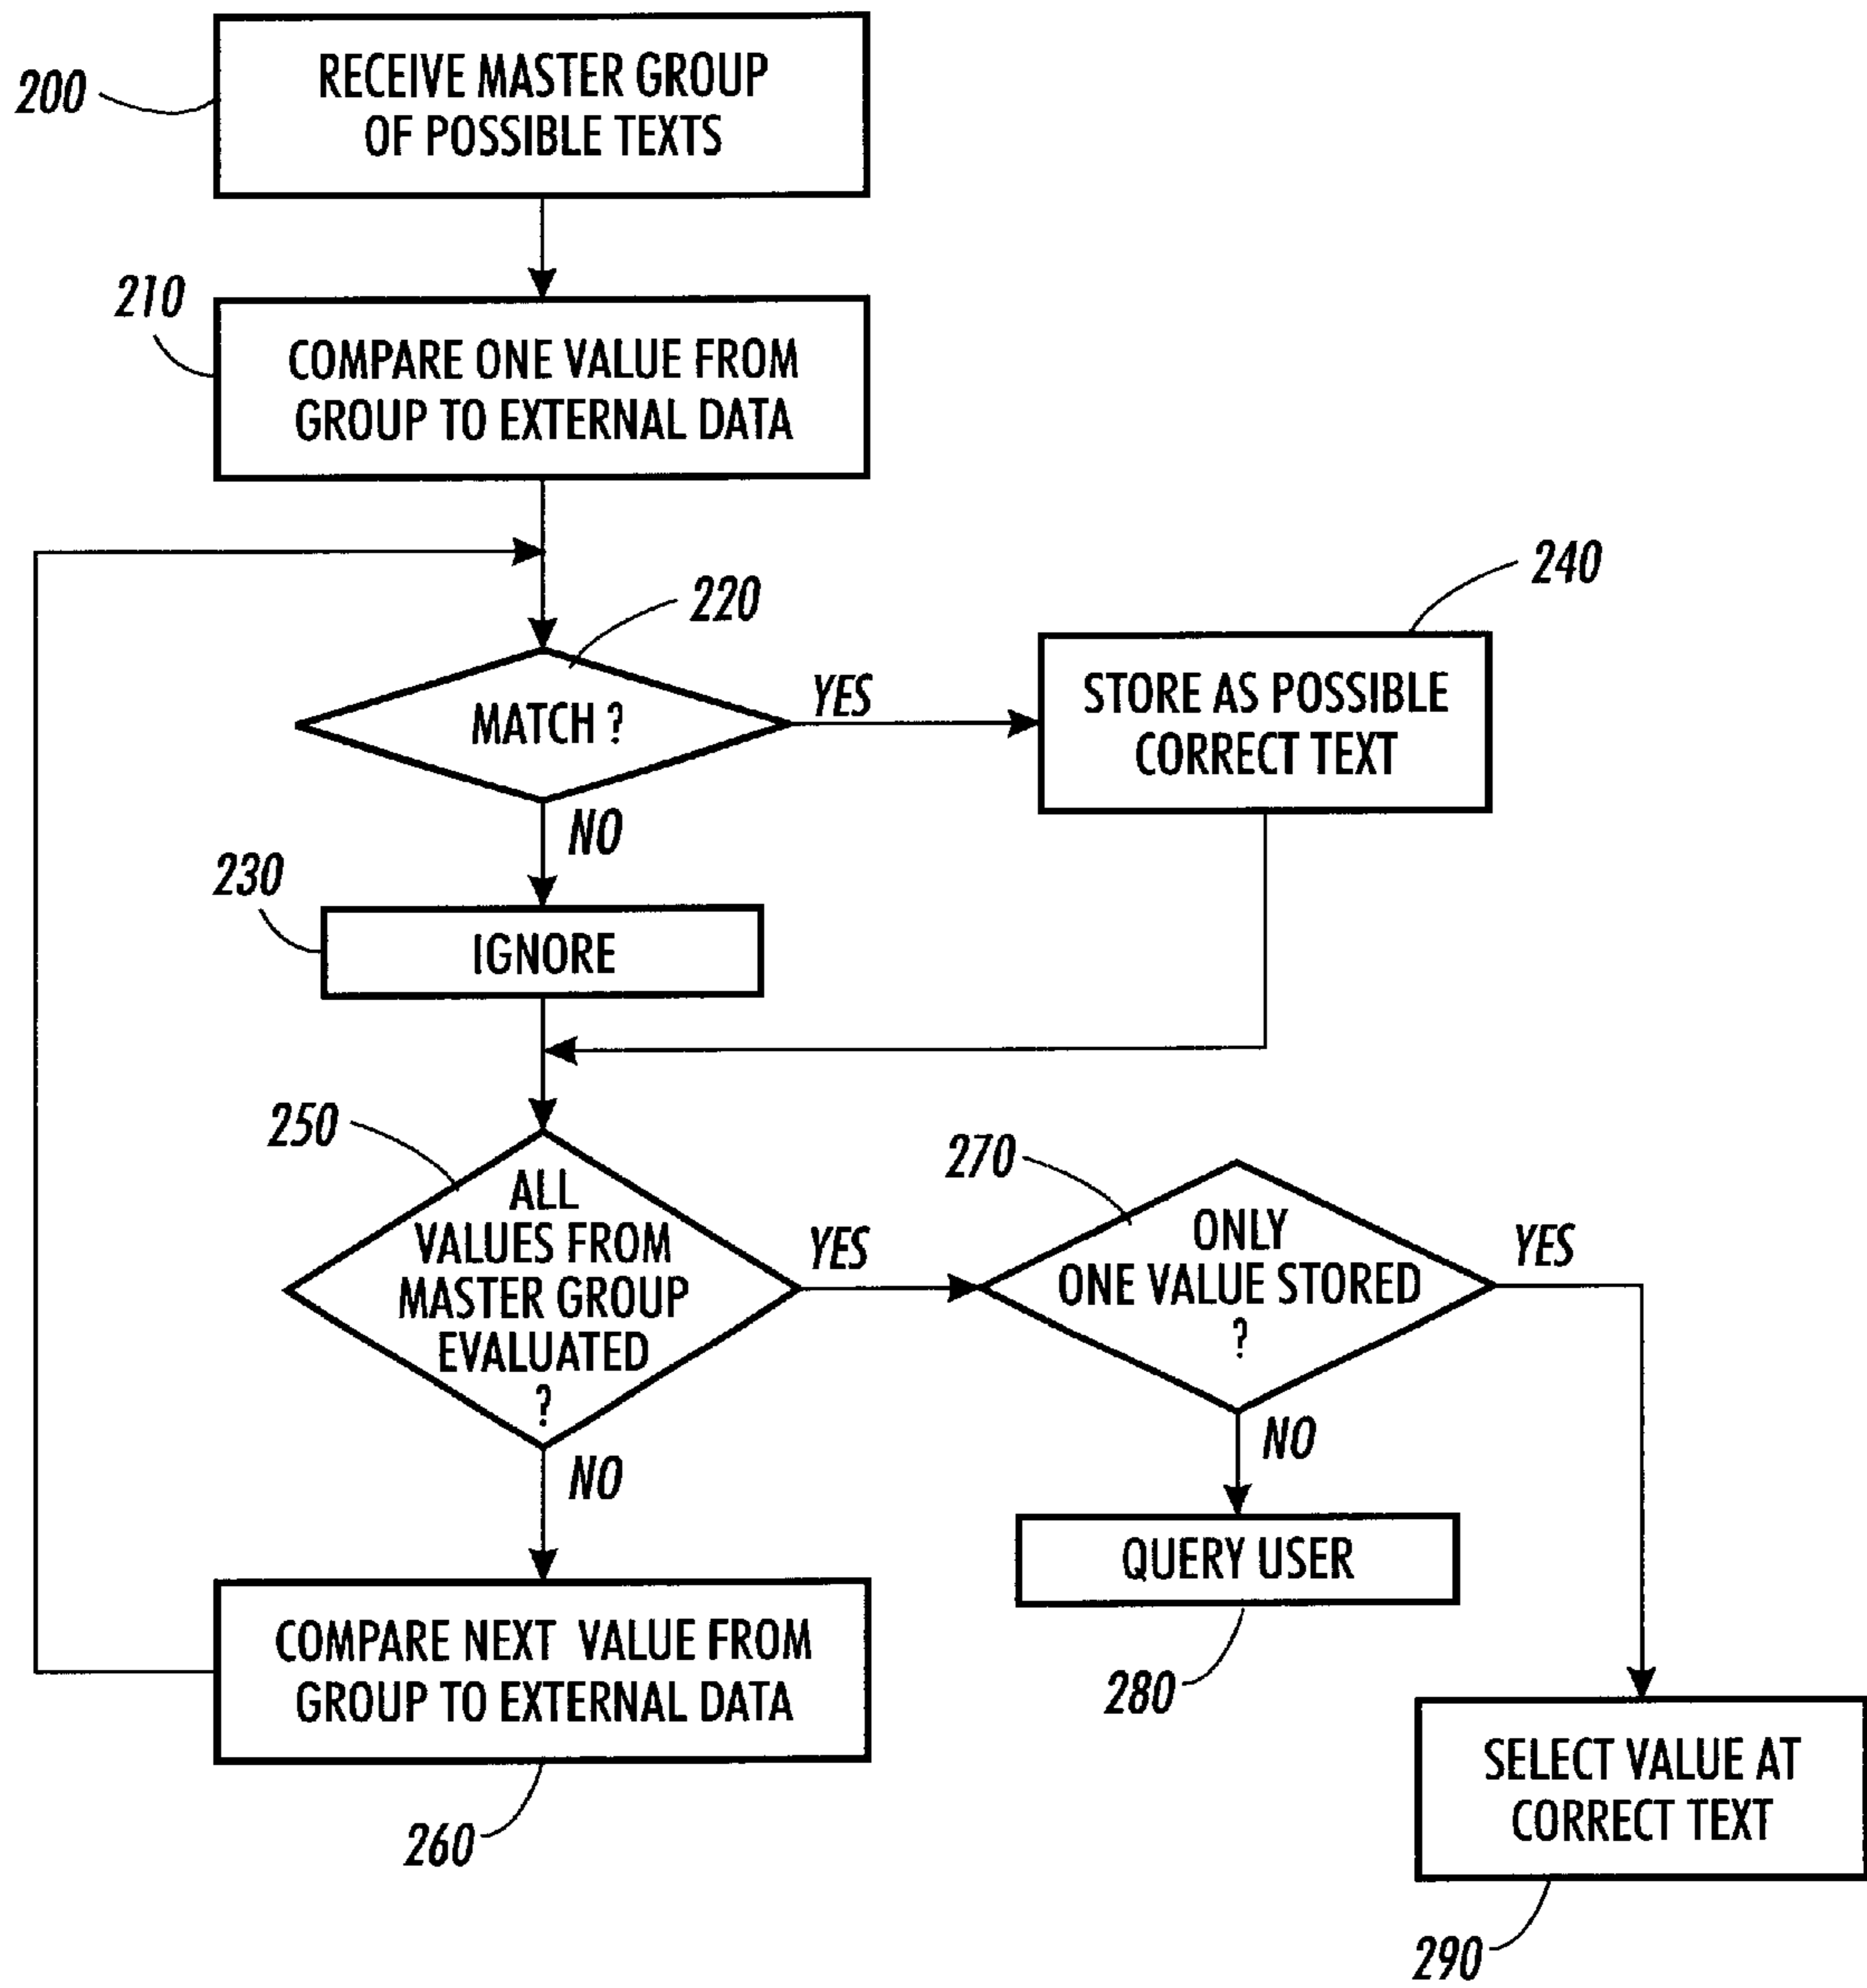 200
RECEIVE MASTER GROUP
OF POSSIBLE TEXTS
210
COMPARE ONE VALUE FROM
GROUP TO EXTERNAL DATA
220
MATCH ?
YES
NO
240
STORE AS POSSIBLE
CORRECT TEXT
230
IGNORE
250
ALL
VALUES FROM
MASTER GROUP
EVALUATED
?
YES
NO
270
ONLY
ONE VALUE STORED
?
YES
NO
QUERY USER
280
COMPARE NEXT VALUE FROM
GROUP TO EXTERNAL DATA
260
SELECT VALUE AT
CORRECT TEXT
290